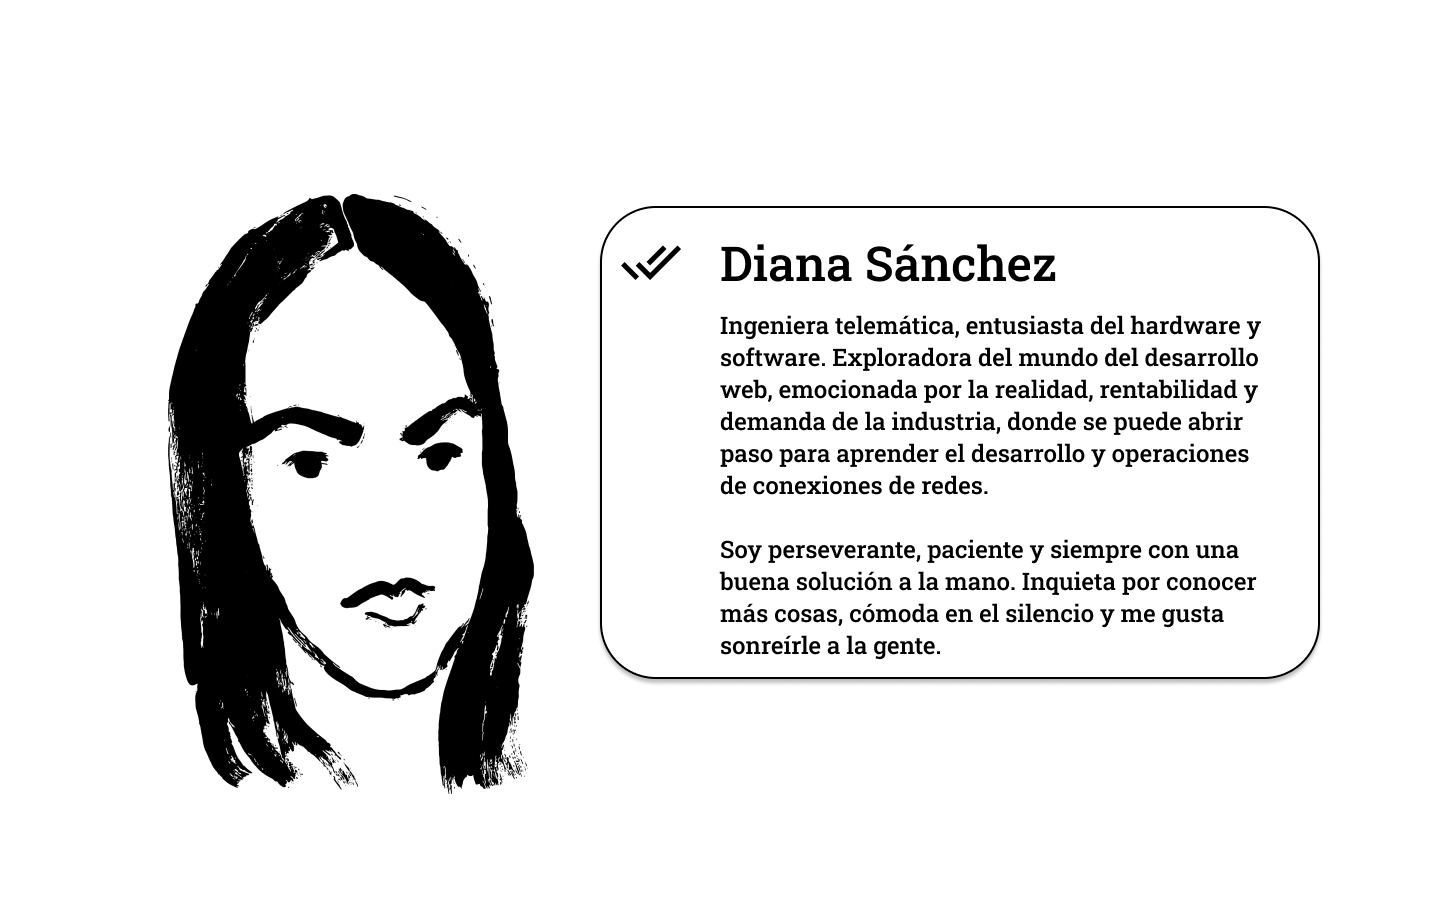 Diana Sánchez
Ingeniera telemática, entusiasta del hardware y
software. Exploradora del mundo del desarrollo
web, emocionada por la realidad, rentabilidad y
demanda de la industria, donde se puede abrir
paso para aprender el desarrollo y operaciones
de conexiones de redes.
Soy perseverante, paciente y siempre con una
buena solución a la mano. Inquieta por conocer
más cosas, cómoda en el silencio y me gusta
sonreírle a la gente.